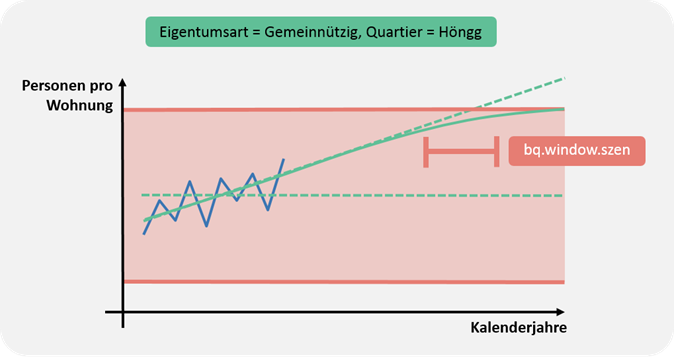 Eigentumsart = Gemeinnützig, Quartier = Höngg
Personen pro
Wohnung
bq.window.szen
Kalenderjahre